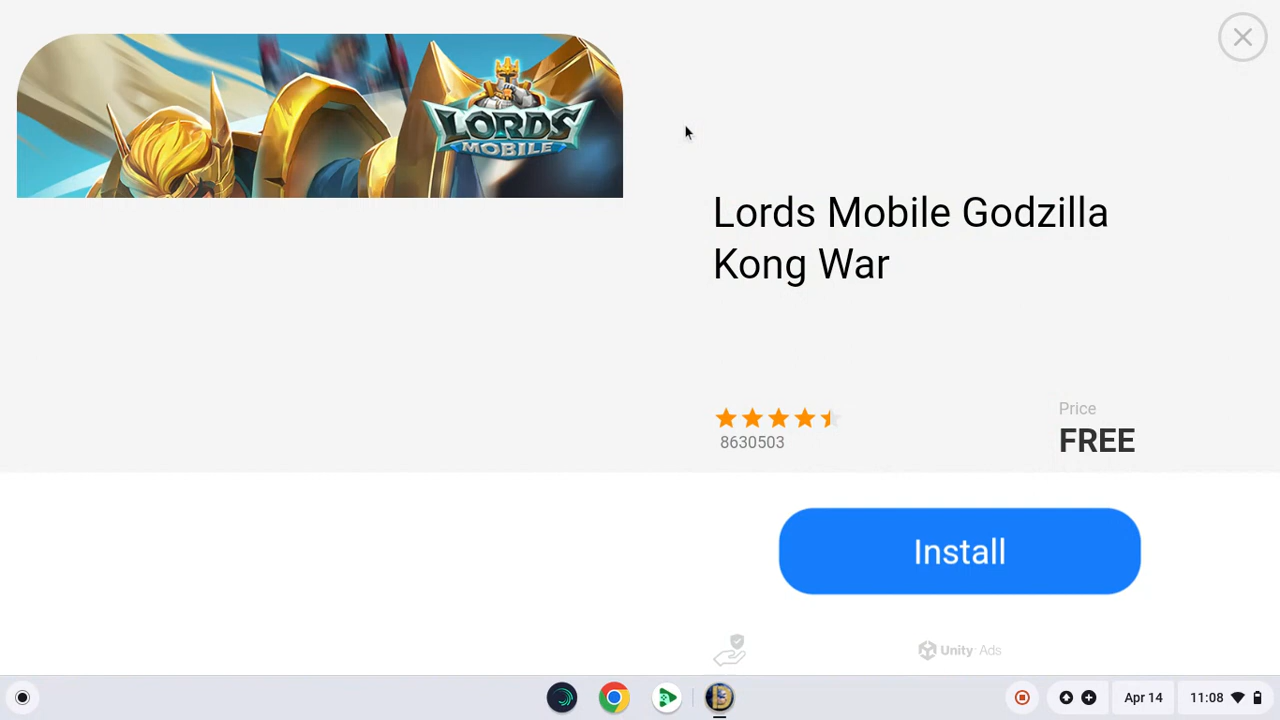 LORDS
MOBILE
Lords Mobile Godzilla
Kong War
8630503
Price
FREE
Install
Unity Ads
Apr 14
11:08